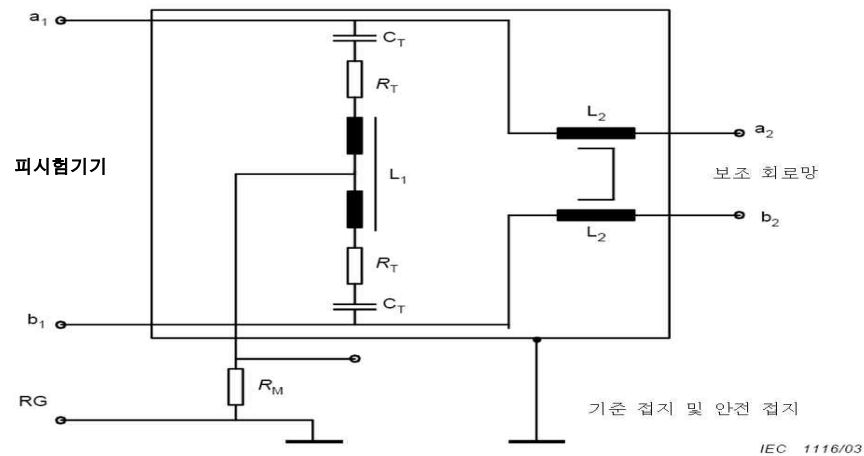 a1
CT
RT
L2
a2
피시험기기
L1
보조 회로망
b2
L2
RT
CT
b1
RM
RG
기준 접지 및 안전 접지
IEC 1116/03